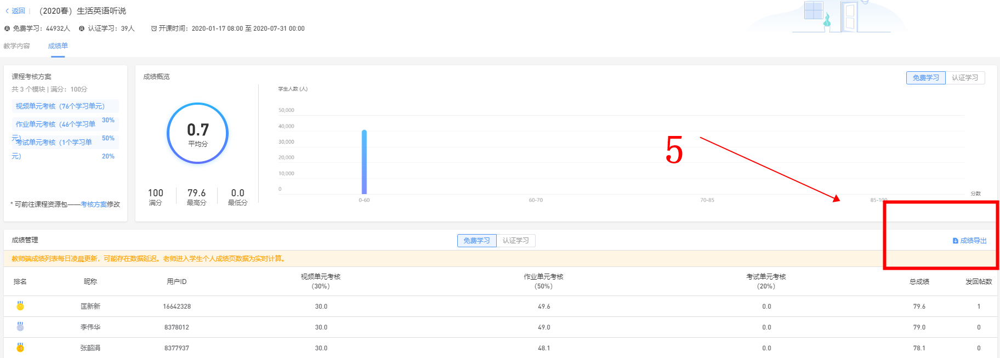 返回 （2020春）生活英语听说
免费学习：44932人 认证学习：39人 开课时间：2020-01-17 08:00 至 2020-07-31 00:00
教学内容 成绩单
课程考核方案
共 3 个模块 | 满分：100分
视频单元考核（76个学习单元）
30%
作业单元考核（46个学习单元）
50%
考试单元考核（1个学习单元）
20%
* 可前往课程资源包——考核方案修改
成绩概览
免费学习 认证学习
0.7
平均分
100 79.6 0.0
满分 最高分 最低分
学生人数 (人)
50,000
40,000
30,000
20,000
10,000
0
0-60 60-70 70-85 85-100
分数
5
成绩管理 免费学习 认证学习 成绩导出
教师端成绩列表每日凌晨更新，可能存在数据延迟。老师进入学生个人成绩页数据为实时计算。
排名 昵称 用户ID 视频单元考核（30%） 作业单元考核（50%） 考试单元考核（20%） 总成绩 发回帖数
匡新新 16642328 30.0 49.6 0.0 79.6 1
李伟华 8378012 30.0 49.0 0.0 79.0 0
张韶涓 8377937 30.0 48.1 0.0 78.1 0